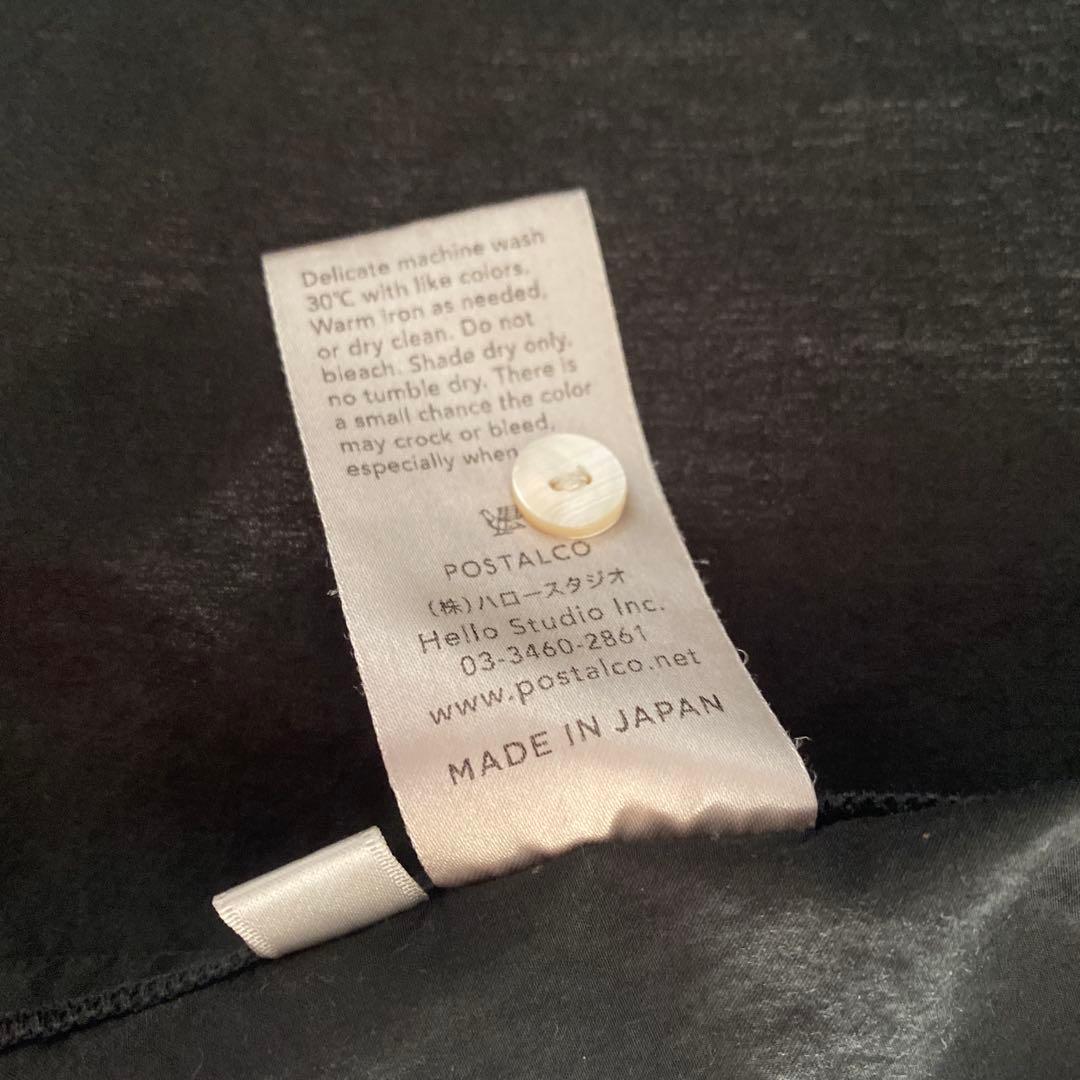 Delicate machine wash
30℃ with like colors.
Warm iron as needed,
or dry clean. Do not
bleach. Shade dry only,
no tumble dry. There is
a small chance the color
may crock or bleed,
especially when
POSTALCO
(株)ハロースタジオ
Hello Studio Inc.
03-3460-2861
www.postalco.net
MADE IN JAPAN